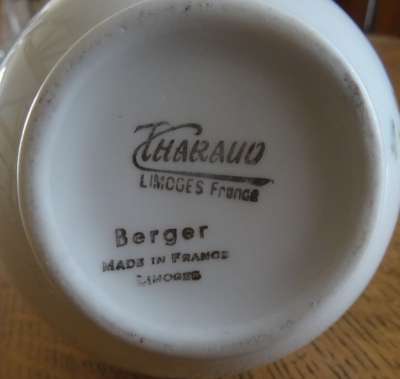 THARAUD
LIMOGES France
Berger
MADE IN FRANCE
LIMOGES